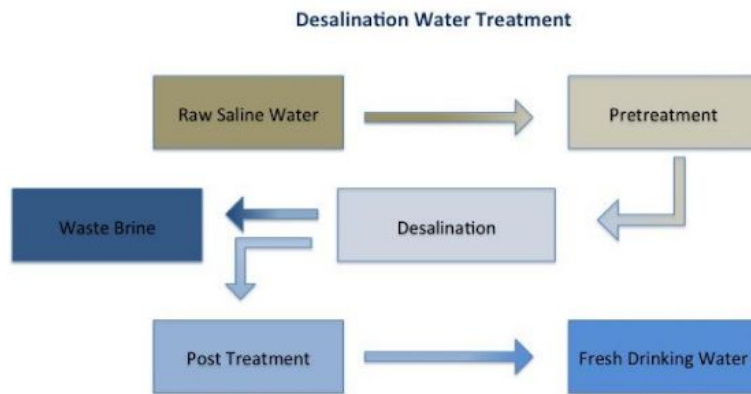 Desalination Water Treatment
Raw Saline Water
Pretreatment
Waste Brine
Desalination
Post Treatment
Fresh Drinking Water